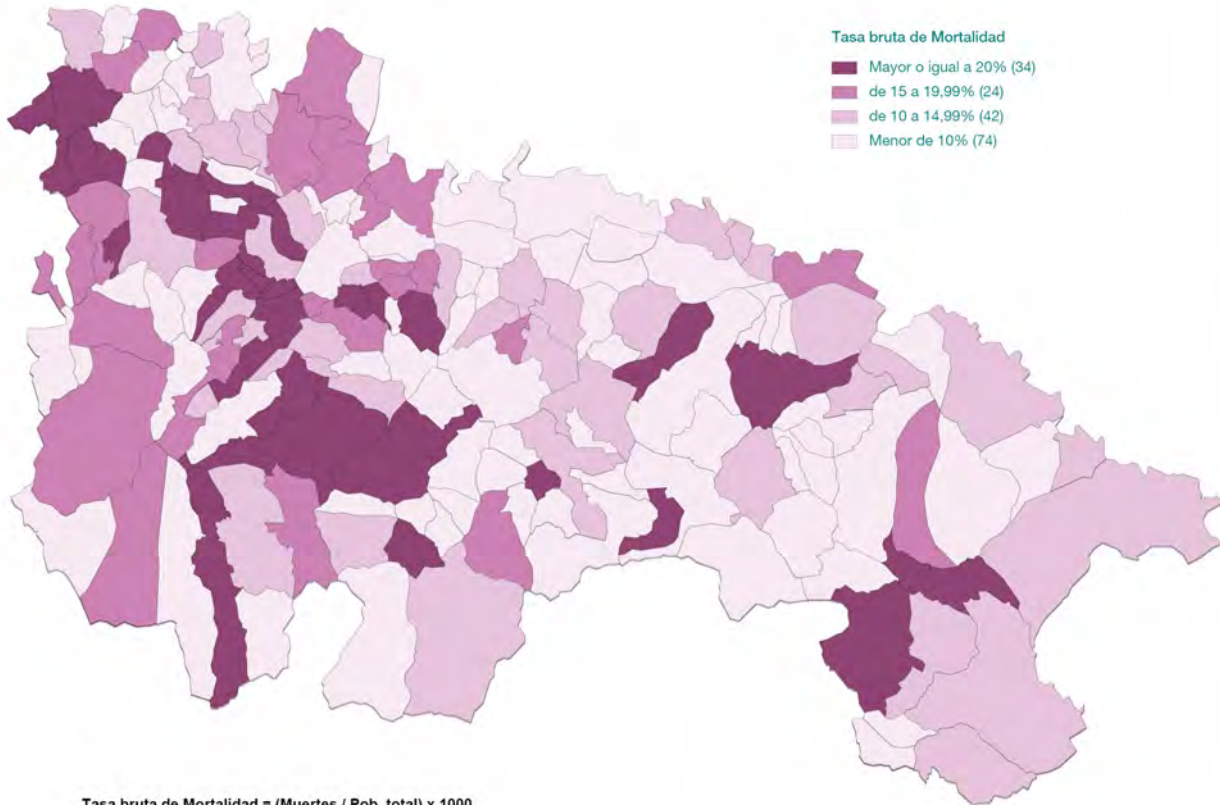 Tasa bruta de Mortalidad
Mayor o igual a 20% (34)
de 15 a 19,99% (24)
de 10 a 14,99% (42)
Menor de 10% (74)
Tasa bruta de Mortalidad = (Muertes / Pob. total) x 1000